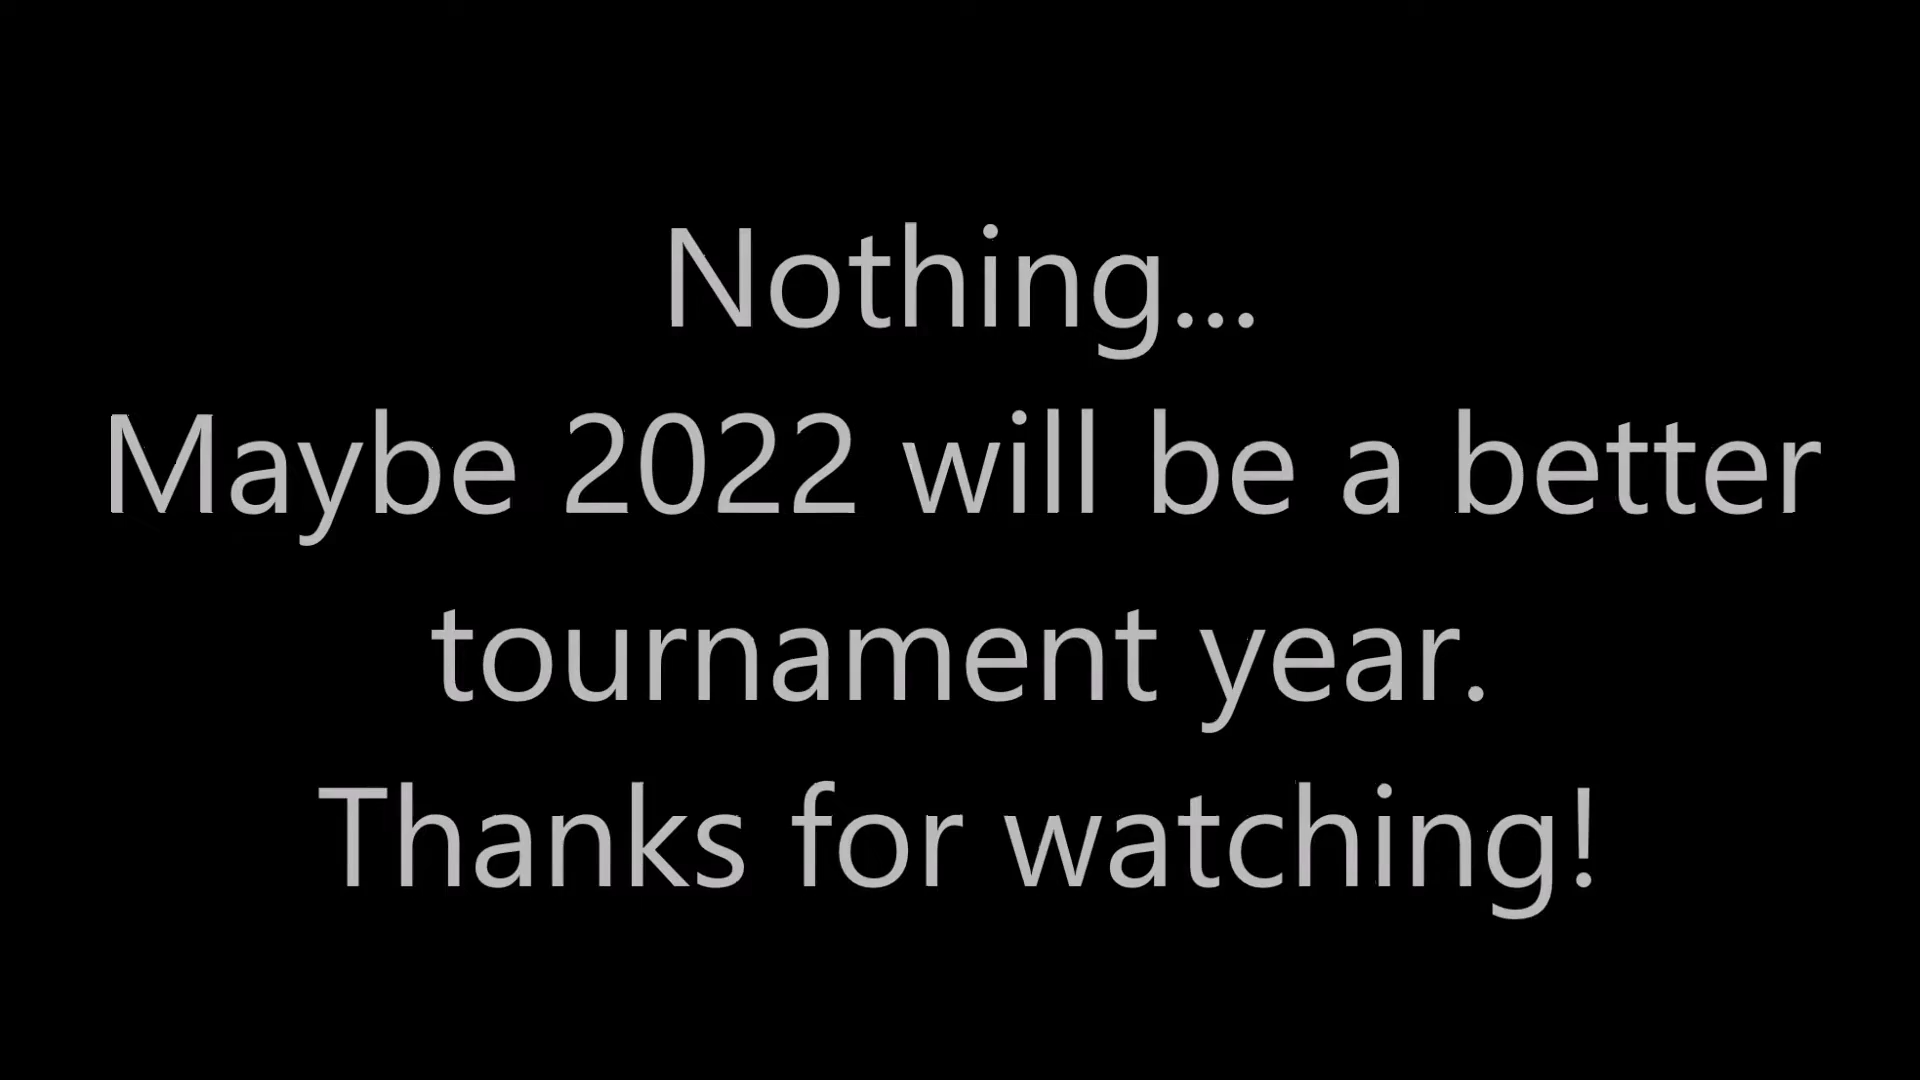 Nothing...
Maybe 2022 will be a better
tournament year.
Thanks for watching!